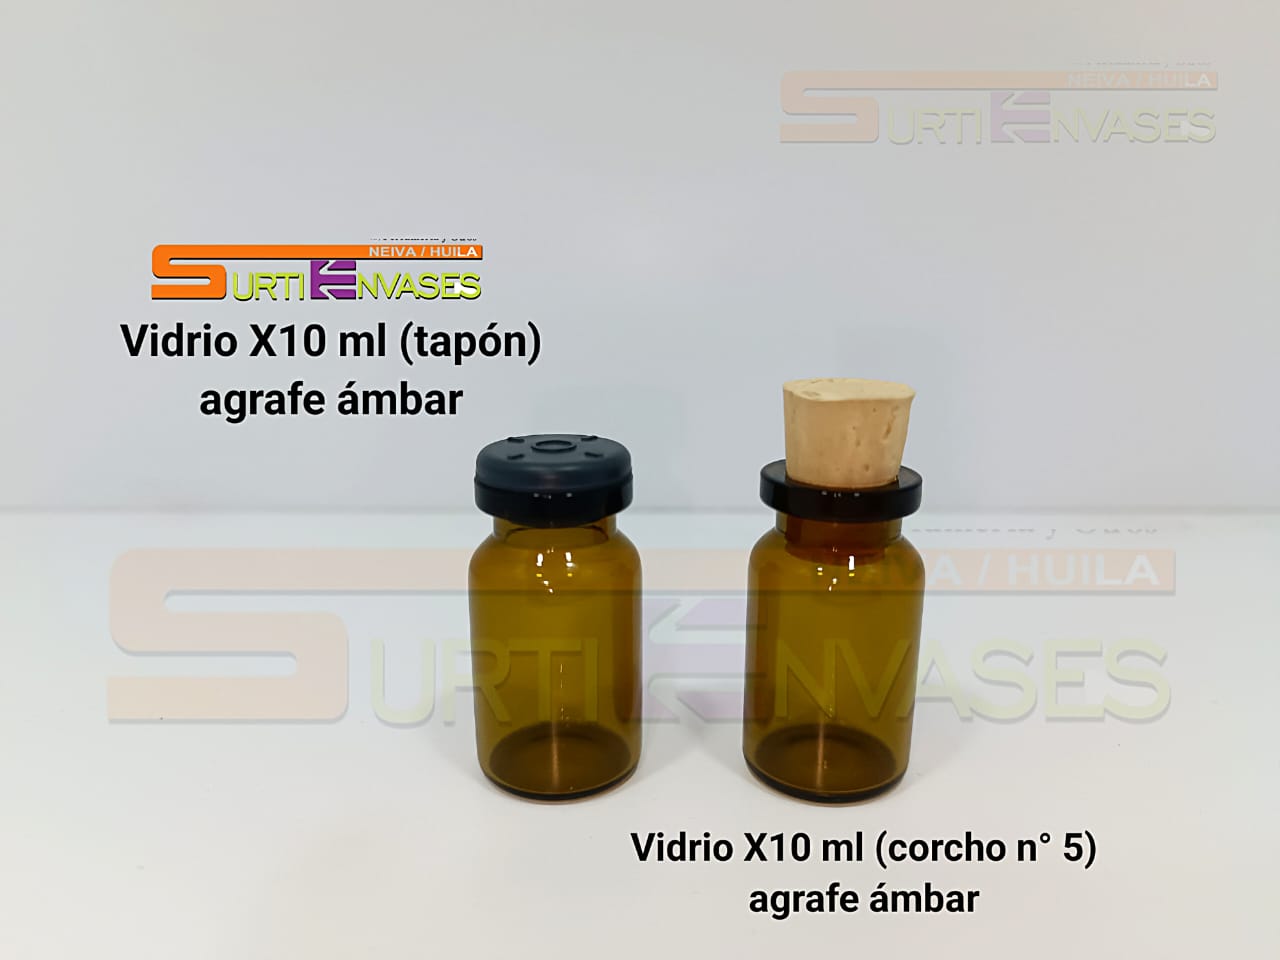 NEIVA / HUILA
SURTIENVASES
NEIVA / HUILA
SURTIENVASES
Vidrio X10 ml (tapón)
agrafe ámbar
NEIVA / HUILA
SURTIENVASES
Vidrio X10 ml (corcho n° 5)
agrafe ámbar